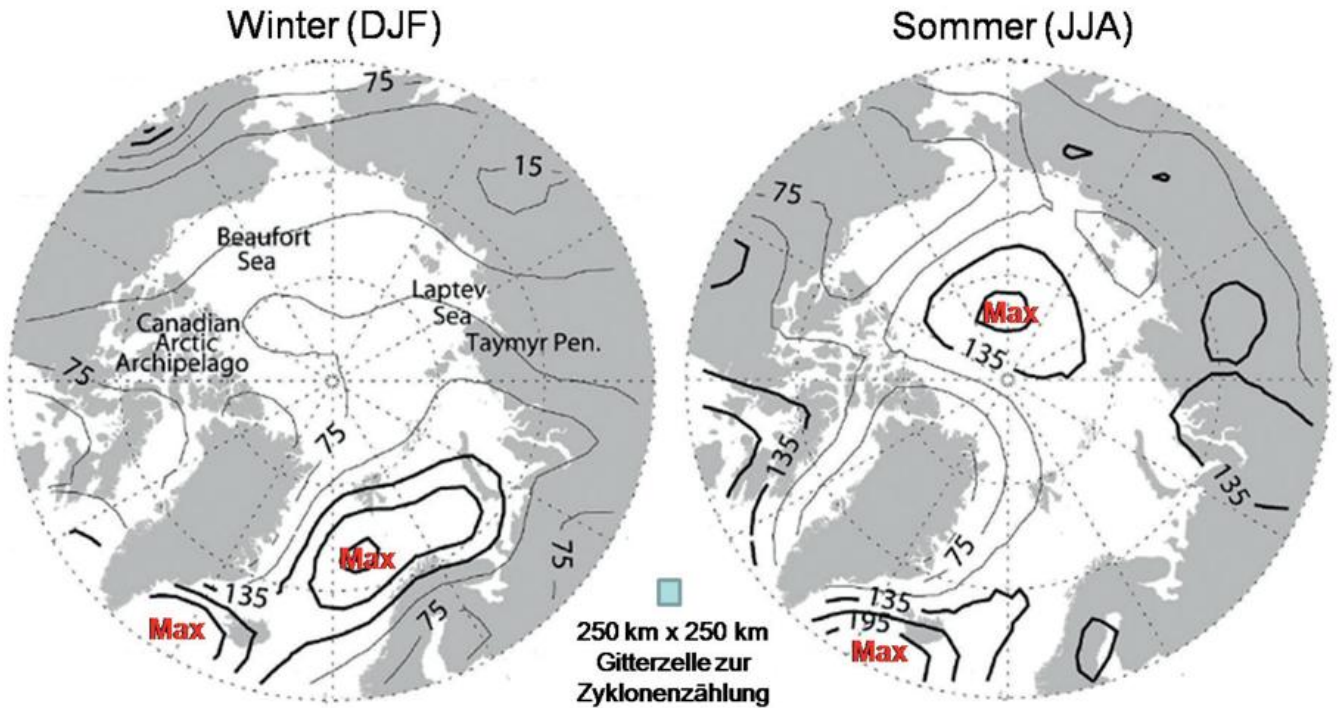 Winter (DJF)
Sommer (JJA)
75
15
Beaufort
Sea
Laptev
Sea
Canadian
Arctic
Archipelago
Taymyr Pen.
75
75
Max
75
135
75
Max
75
Max
135
135
135
75
135
195
Max
250 km x 250 km
Gitterzelle zur
Zyklonenzählung